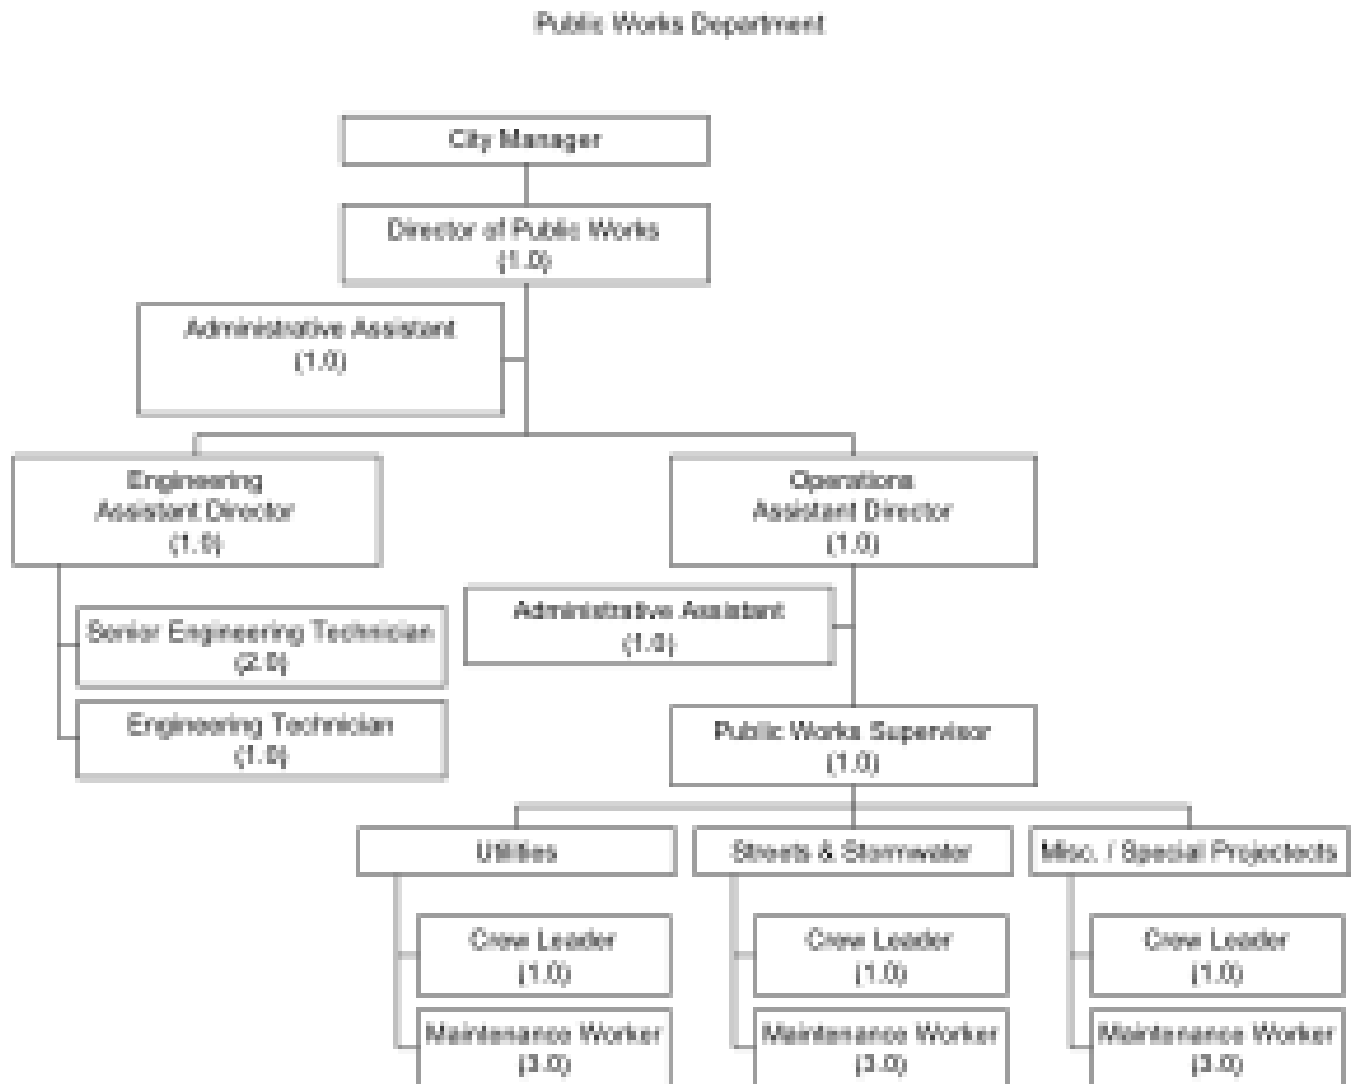 Public Works Department
City Manager
Director of Public Works
(1.0)
Administrative Assistant
(1.0)
Engineering
Assistant Director
(1.0)
Operations
Assistant Director
(1.0)
Senior Engineering Technician
(2.0)
Engineering Technician
(1.0)
Administrative Assistant
(1.0)
Public Works Supervisor
(1.0)
Utilities
Streets & Stormwater
Misc. / Special Projectects
Crew Leader
(1.0)
Crew Leader
(1.0)
Crew Leader
(1.0)
Maintenance Worker
(3.0)
Maintenance Worker
(3.0)
Maintenance Worker
(3.0)